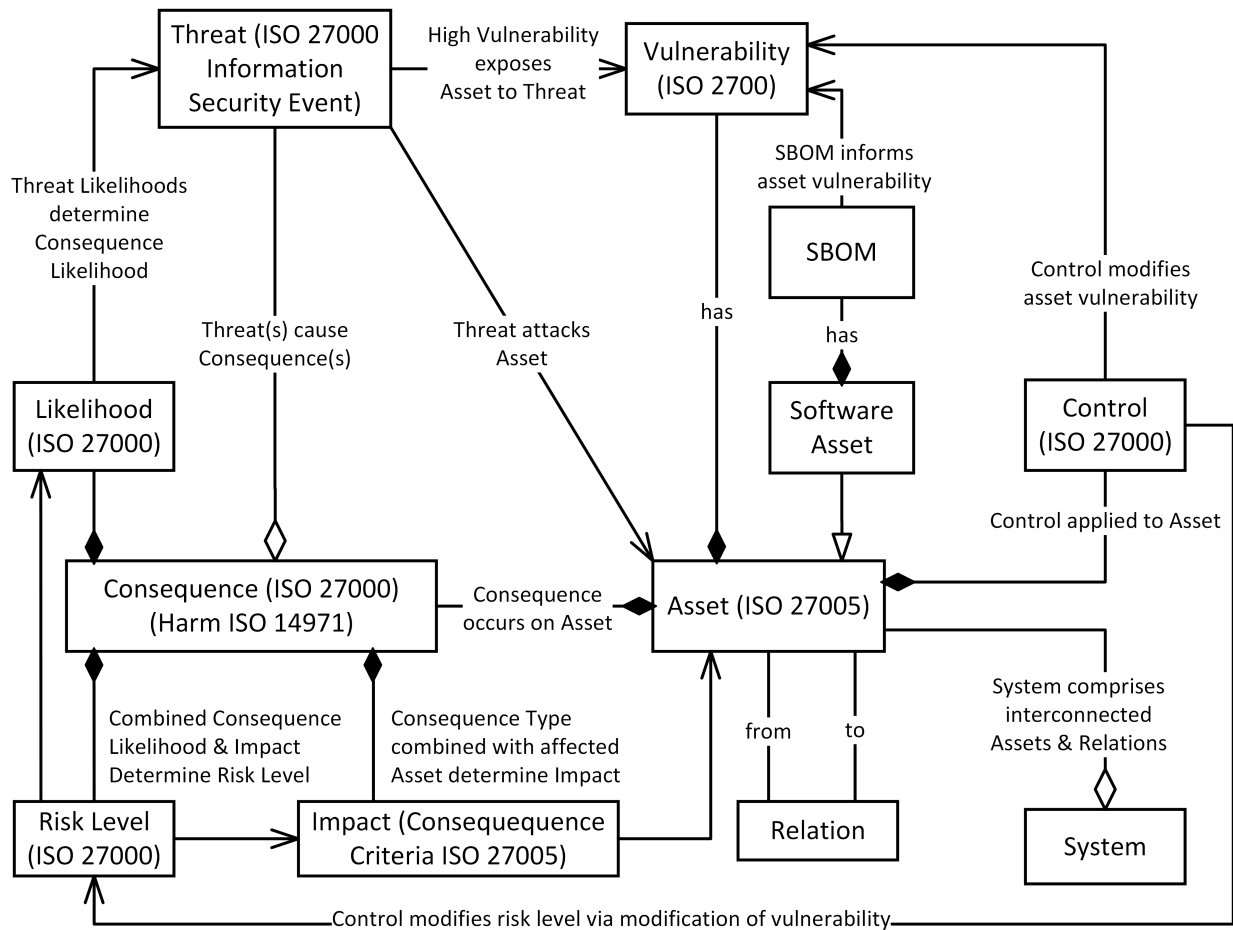 Threat (ISO 27000
Information
Security Event)
High Vulnerability
exposes
Asset to Threat
Vulnerability
(ISO 2700)
SBOM informs
asset vulnerability
Threat Likelihoods
determine
Consequence
Likelihood
SBOM
Control modifies
asset vulnerability
has
Threat(s) cause
Consequence(s)
Threat attacks
Asset
has
Likelihood
(ISO 27000)
Software
Asset
Control
(ISO 27000)
Control applied to Asset
Consequence (ISO 27000)
(Harm ISO 14971)
Consequence
occurs on Asset
Asset (ISO 27005)
Combined Consequence
Likelihood & Impact
Determine Risk Level
Consequence Type
combined with affected
Asset determine Impact
from
to
System comprises
interconnected
Assets & Relations
Risk Level
(ISO 27000)
Impact (Consequequence
Criteria ISO 27005)
Relation
System
Control modifies risk level via modification of vulnerability